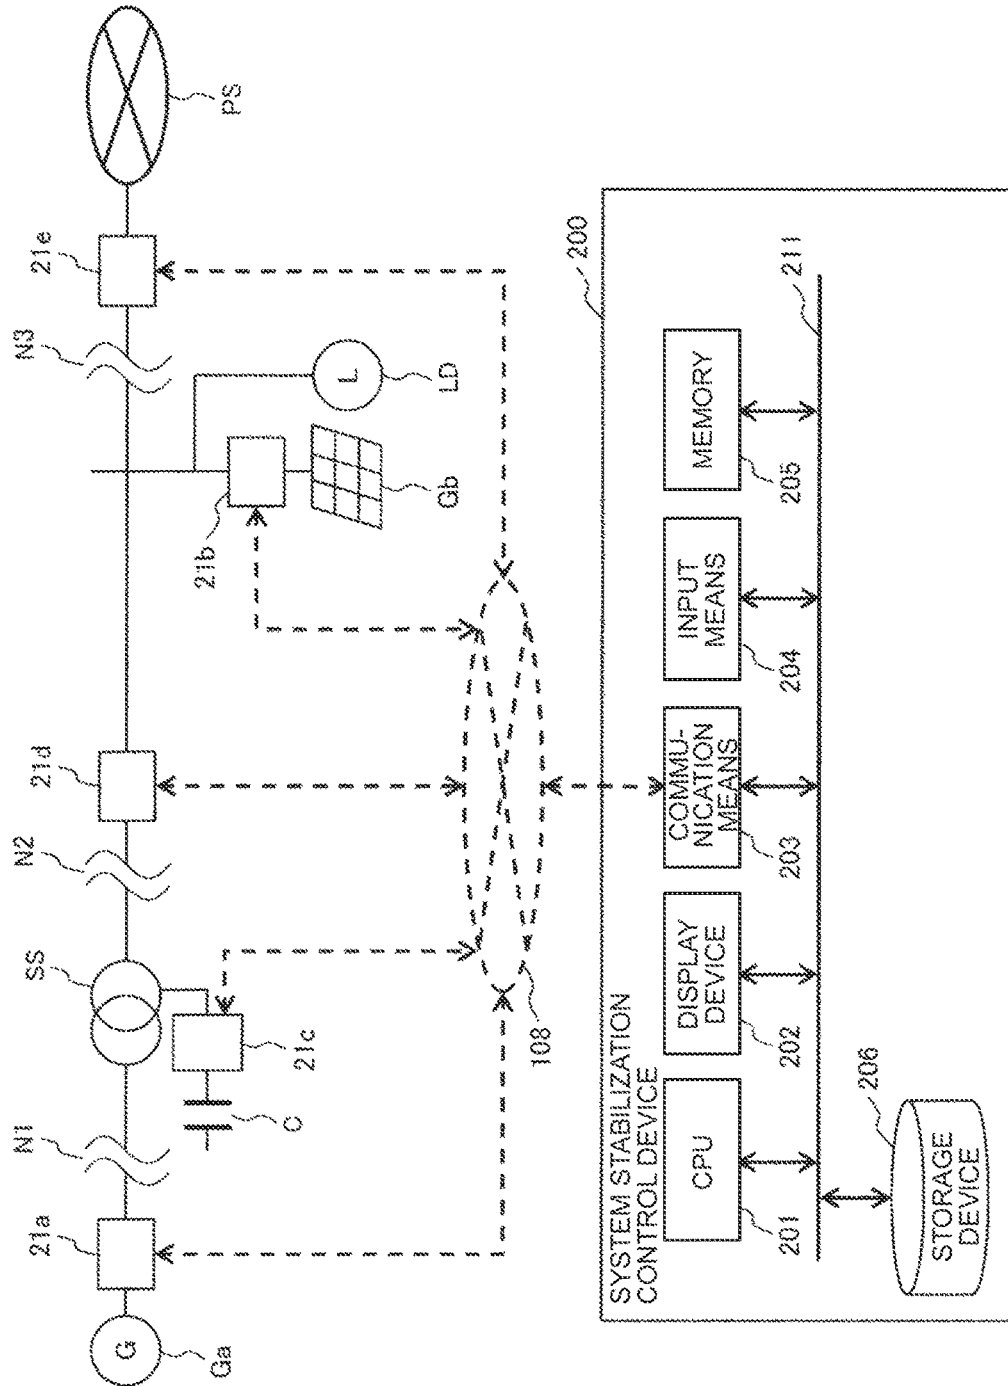 G
Ga
21a
N1
SS
C
21c
N2
21d
21b
Gb
L
LD
N3
21e
PS
108
200
SYSTEM STABILIZATION
CONTROL DEVICE
CPU
201
DISPLAY
DEVICE
202
COMMU-
NICATION
MEANS
203
INPUT
MEANS
204
MEMORY
205
211
206
STORAGE
DEVICE